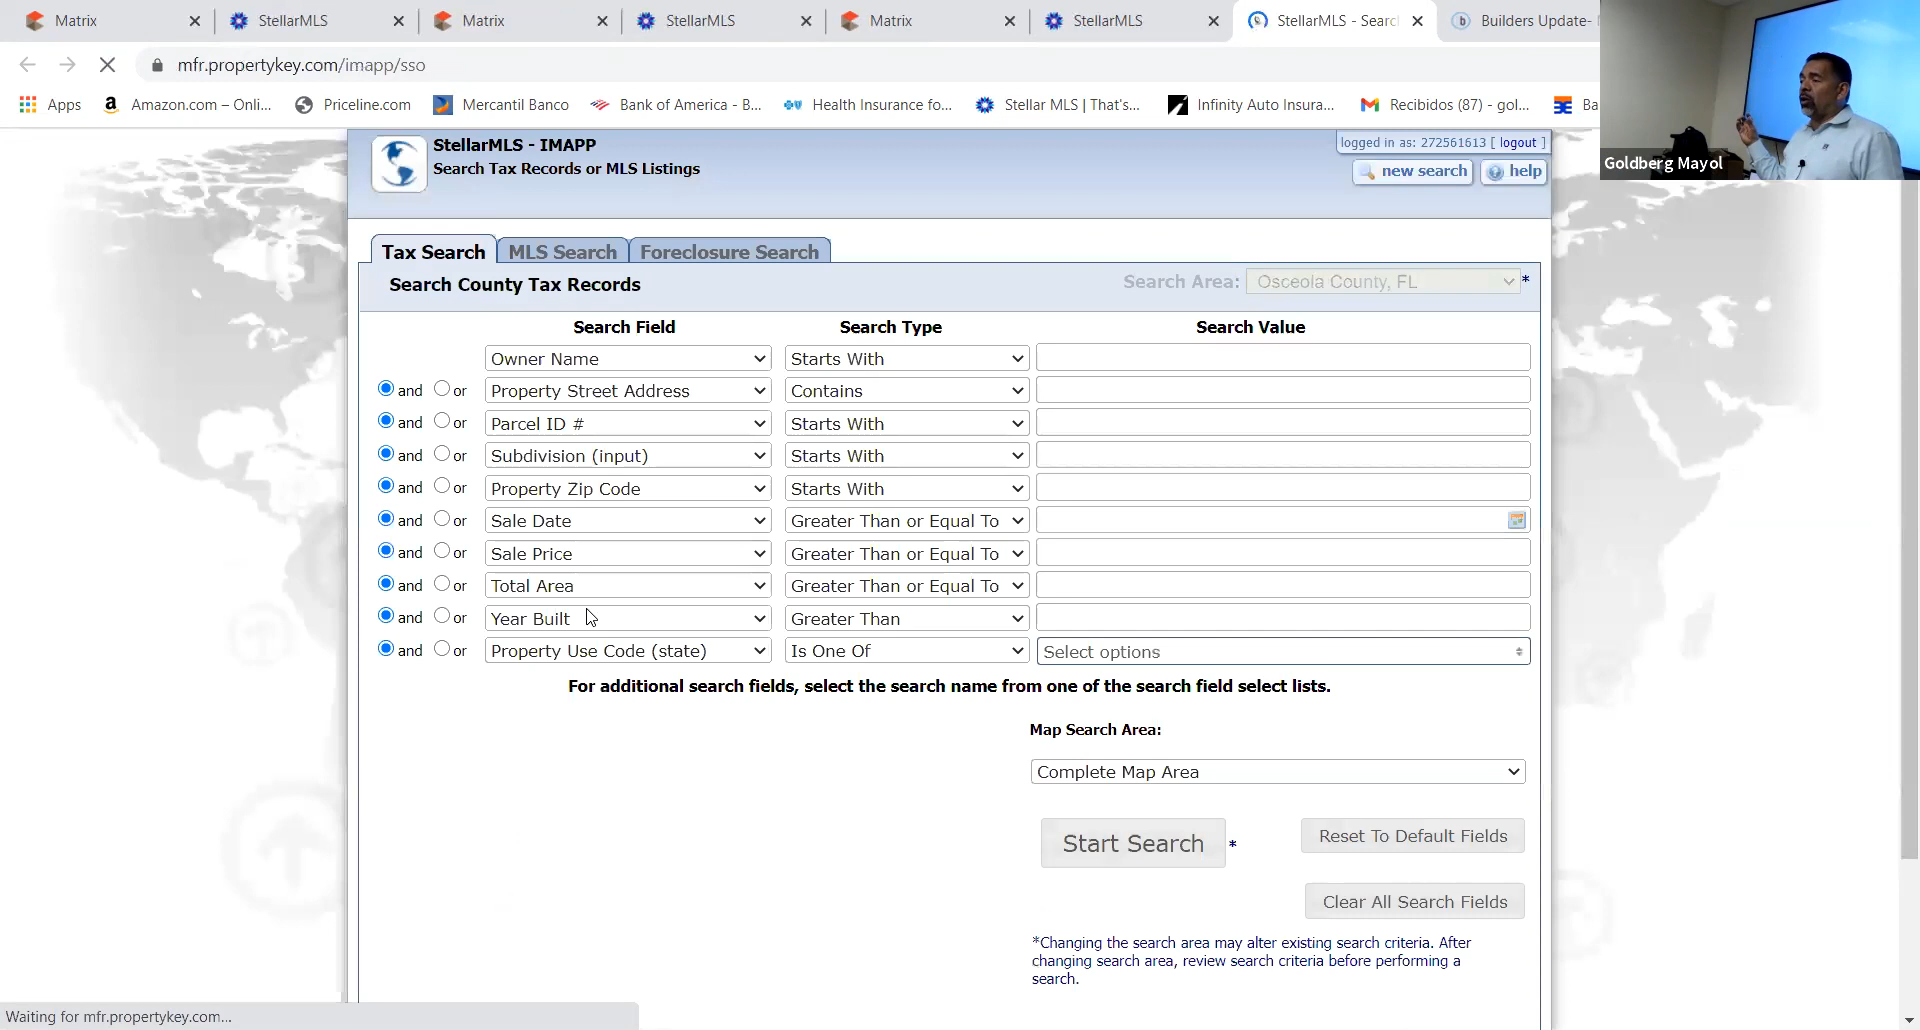 Matrix
StellarMLS
Matrix
StellarMLS
Matrix
StellarMLS
StellarMLS - Searc
Builders Update-
mfr.propertykey.com/imapp/sso
Apps
Amazon.com – Onli...
Priceline.com
Mercantil Banco
Bank of America - B...
Health Insurance fo...
Stellar MLS | That's...
Infinity Auto Insura...
Recibidos (87) - gol...
Ba
Goldberg Mayol
StellarMLS - IMAPP
Search Tax Records or MLS Listings
logged in as: 272561613 [ logout ]
new search
help
Tax Search
MLS Search
Foreclosure Search
Search County Tax Records
Search Area: Osceola County, FL *
Search Field Search Type Search Value
Owner Name Starts With
and or Property Street Address Contains
and or Parcel ID # Starts With
and or Subdivision (input) Starts With
and or Property Zip Code Starts With
and or Sale Date Greater Than or Equal To
and or Sale Price Greater Than or Equal To
and or Total Area Greater Than or Equal To
and or Year Built Greater Than
and or Property Use Code (state) Is One Of Select options
For additional search fields, select the search name from one of the search field select lists.
Map Search Area:
Complete Map Area
Start Search *
Reset To Default Fields
Clear All Search Fields
*Changing the search area may alter existing search criteria. After
changing search area, review search criteria before performing a
search.
Waiting for mfr.propertykey.com...